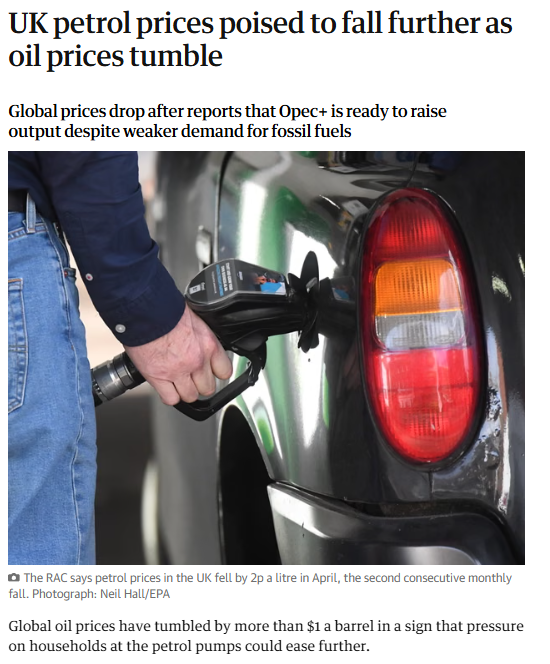 UK petrol prices poised to fall further as
oil prices tumble
Global prices drop after reports that Opec+ is ready to raise
output despite weaker demand for fossil fuels
The RAC says petrol prices in the UK fell by 2p a litre in April, the second consecutive monthly
fall. Photograph: Neil Hall/EPA
Global oil prices have tumbled by more than $1 a barrel in a sign that pressure
on households at the petrol pumps could ease further.